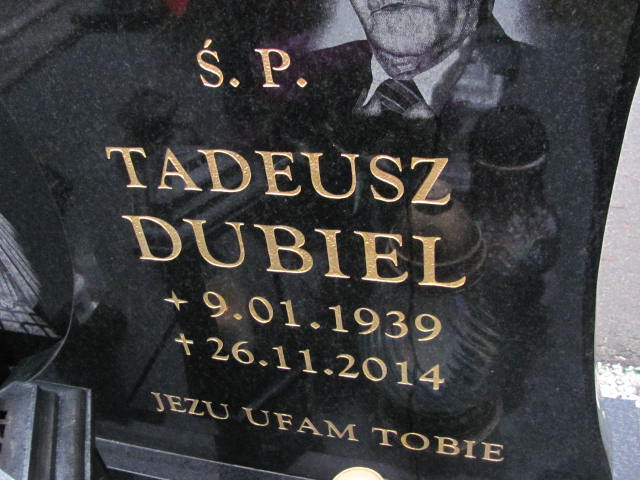 Ś. P.
TADEUSZ
DUBIEL
+ 9.01.1939
✝ 26.11.2014
JEZU UFAM TOBIE